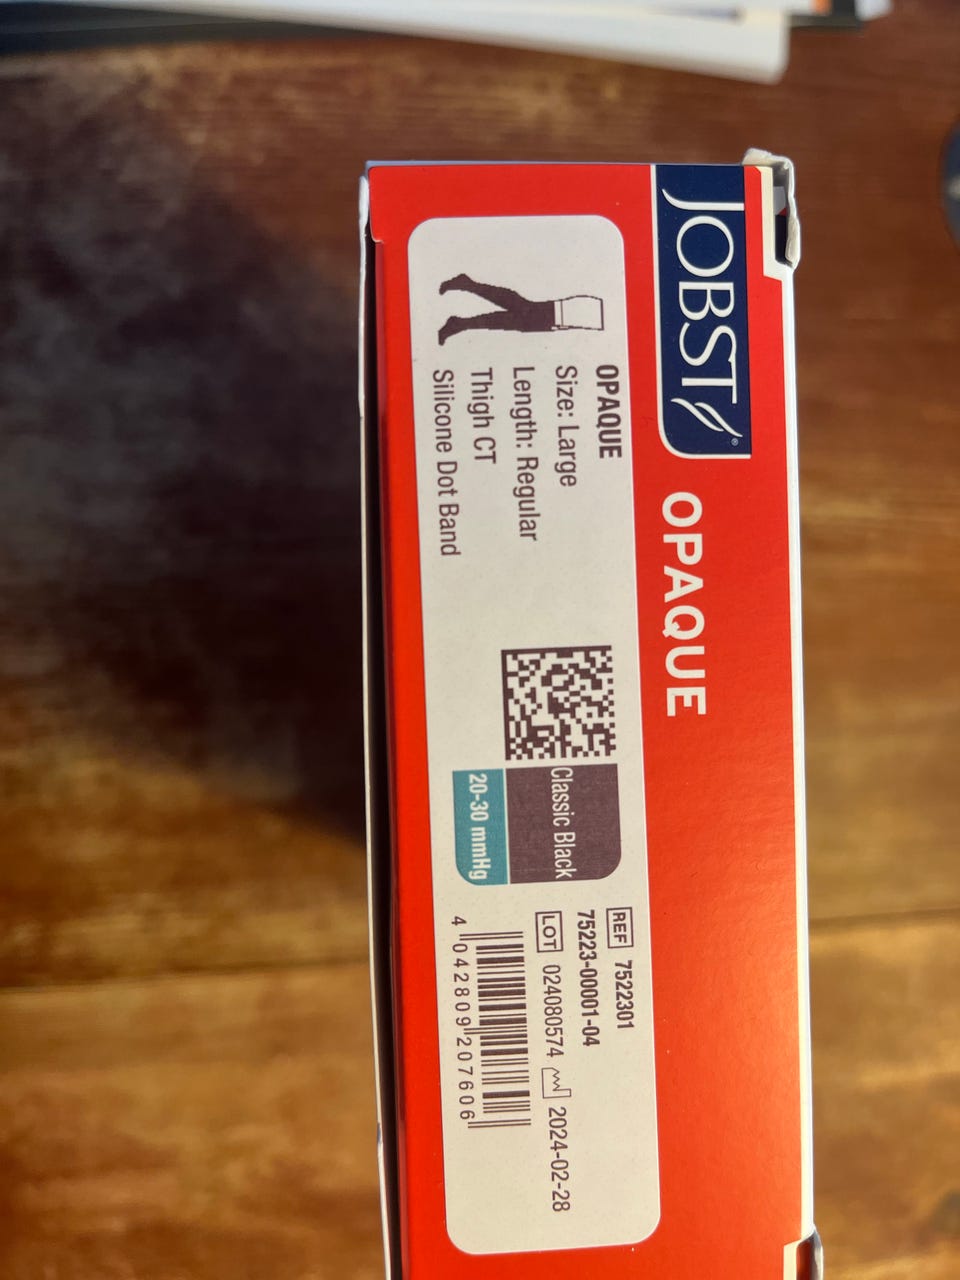 JOBST®
OPAQUE
OPAQUE
Size: Large
Length: Regular
Thigh CT
Silicone Dot Band
Classic Black
20-30 mmHg
REF 7522301
75223-00001-04
LOT 024080574 2024-02-28
4 042809 207606